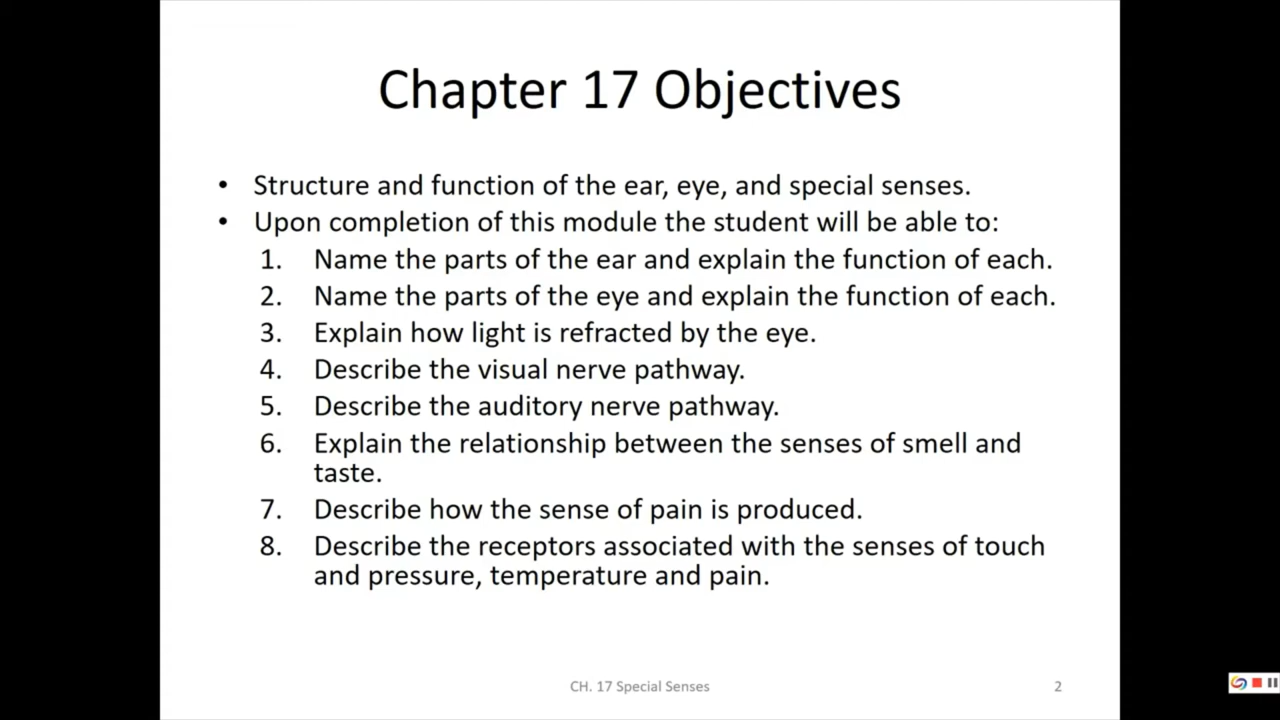 Chapter 17 Objectives
• Structure and function of the ear, eye, and special senses.
• Upon completion of this module the student will be able to:
1. Name the parts of the ear and explain the function of each.
2. Name the parts of the eye and explain the function of each.
3. Explain how light is refracted by the eye.
4. Describe the visual nerve pathway.
5. Describe the auditory nerve pathway.
6. Explain the relationship between the senses of smell and
taste.
7. Describe how the sense of pain is produced.
8. Describe the receptors associated with the senses of touch
and pressure, temperature and pain.
CH. 17 Special Senses 2